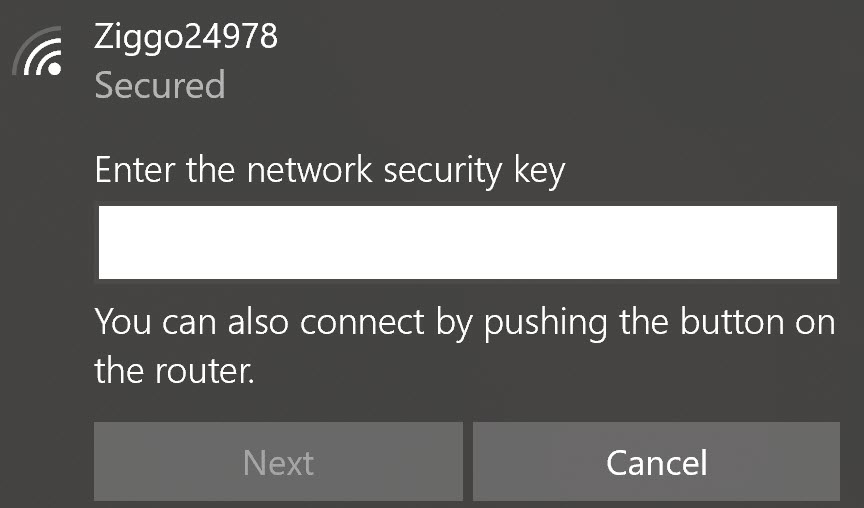 Ziggo24978
Secured
Enter the network security key
You can also connect by pushing the button on
the router.
Next
Cancel